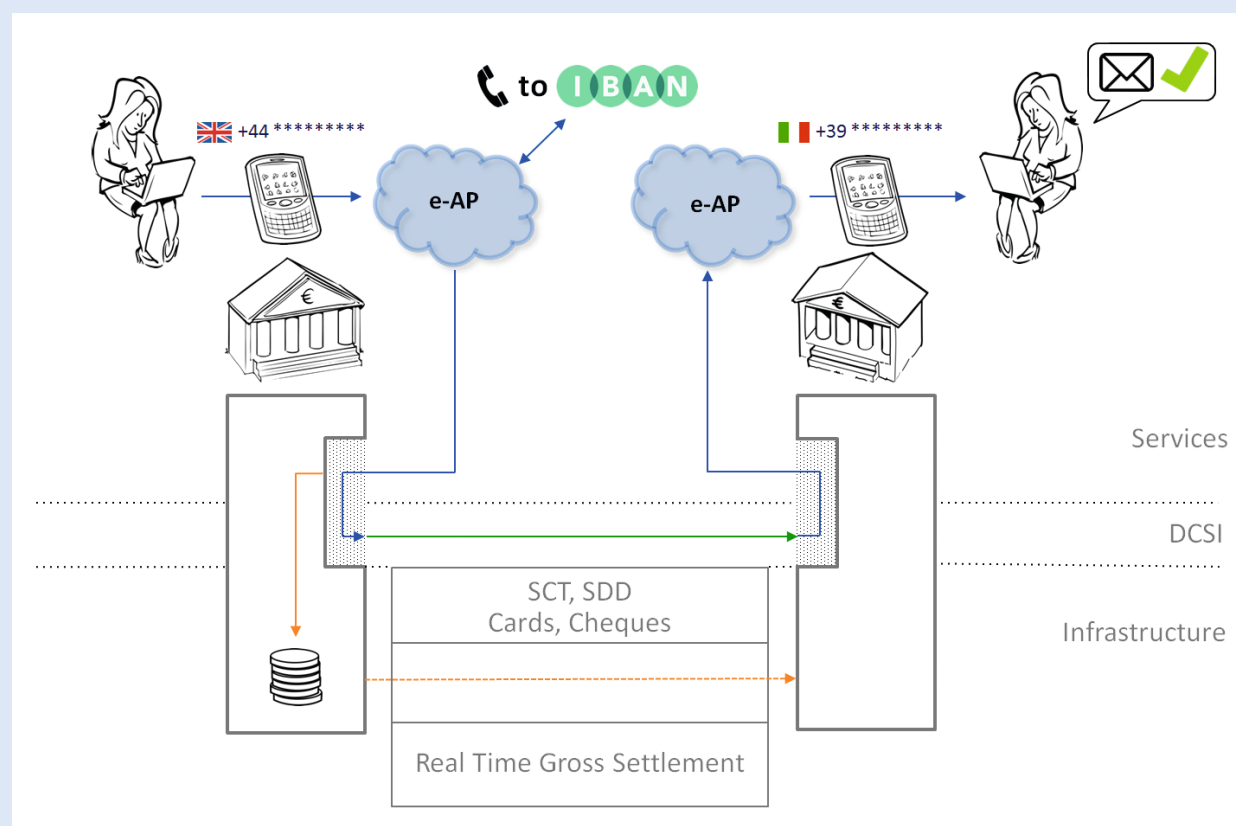 to IBAN
+44 *********
+39 *********
e-AP
e-AP
€
€
Services
DCSI
SCT, SDD
Cards, Cheques
Infrastructure
Real Time Gross Settlement